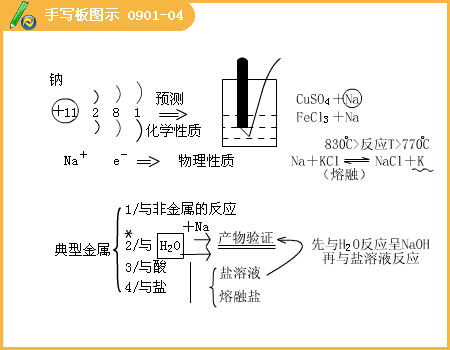 手写板图示 0901-04
钠
+11 2 8 1
预测
化学性质
Na⁺ e⁻ 物理性质
CuSO₄+Na
FeCl₃+Na
830℃>反应T>770℃
Na+KCl⇌NaCl+K
(熔融)
典型金属
1/与非金属的反应
+Na
*
2/与 H₂O → 产物验证
3/与酸
4/与盐
盐溶液
熔融盐
先与H₂O反应呈NaOH
再与盐溶液反应